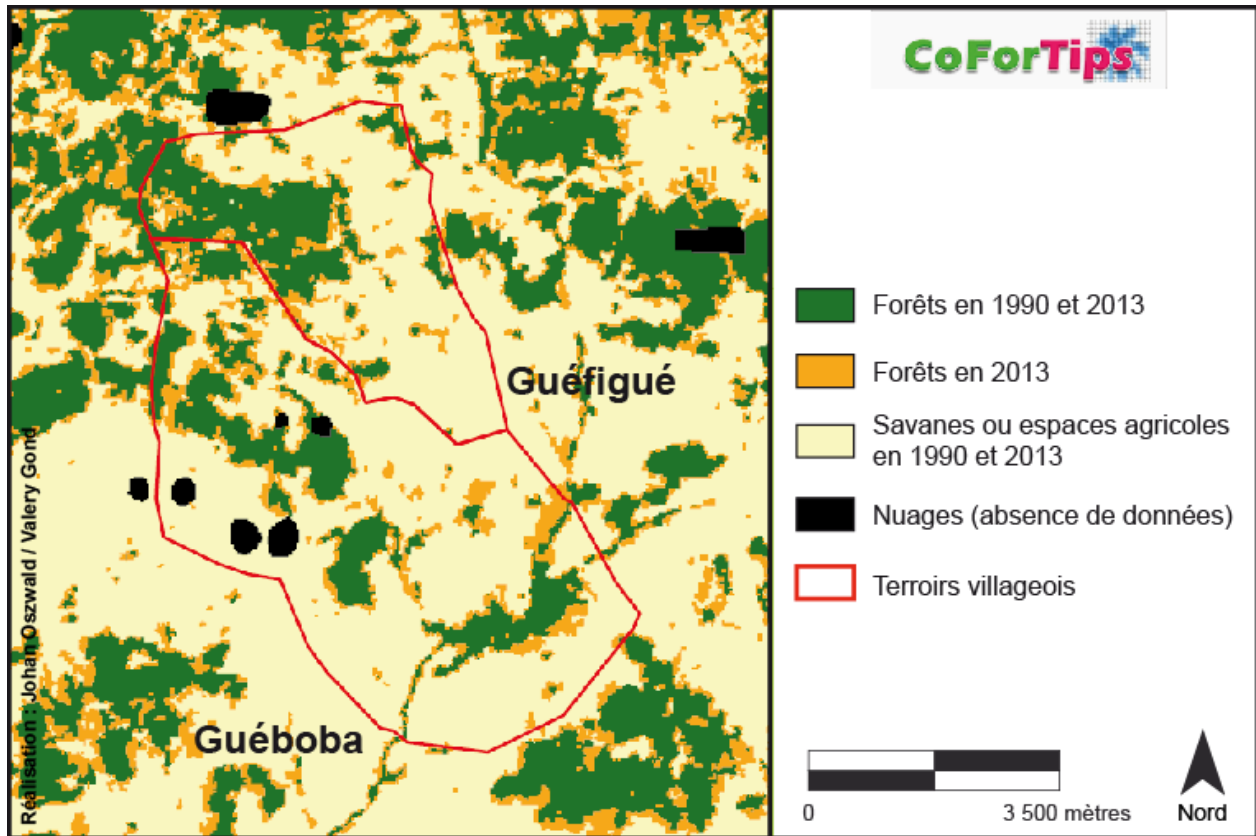 CoForTips
Forêts en 1990 et 2013
Forêts en 2013
Savanes ou espaces agricoles
en 1990 et 2013
Nuages (absence de données)
Terroirs villageois
Guéfigué
Guéboba
Réalisation : Johan Oszwald / Valery Gond
0 3 500 mètres
Nord